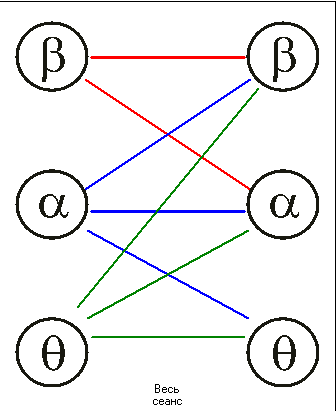 β β
α α
θ θ
Весь
сеанс